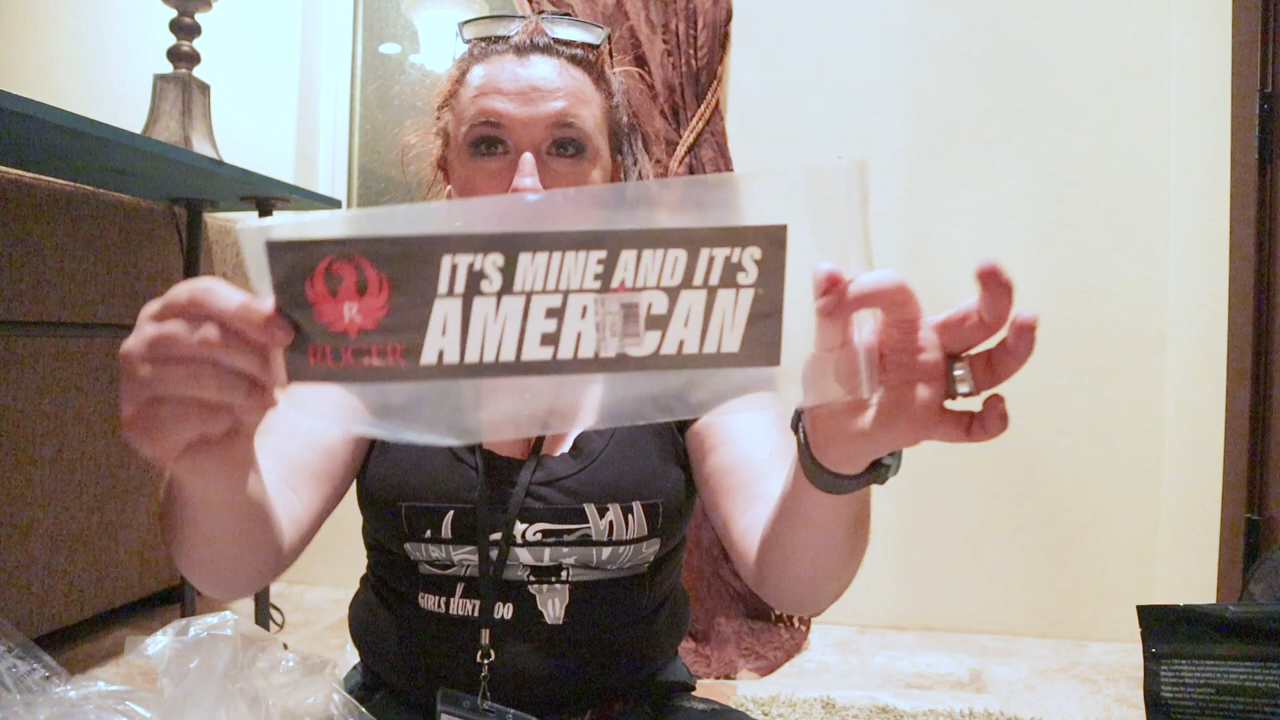 IT'S MINE AND IT'S
AMERICAN
R
RUGER
GIRLS HUNT TOO